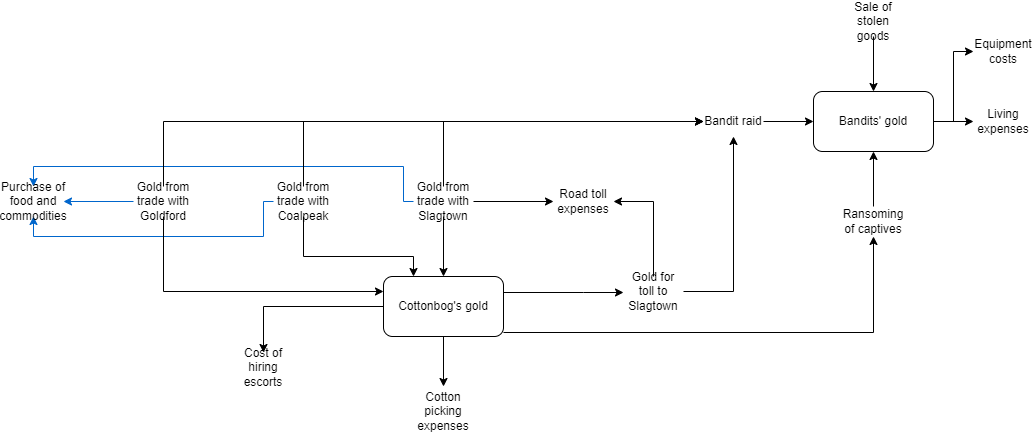 Sale of
stolen
goods
Equipment
costs
Bandit raid
Bandits' gold
Living
expenses
Purchase of
food and
commodities
Gold from
trade with
Goldford
Gold from
trade with
Coalpeak
Gold from
trade with
Slagtown
Road toll
expenses
Ransoming
of captives
Gold for
toll to
Slagtown
Cottonbog's gold
Cost of
hiring
escorts
Cotton
picking
expenses